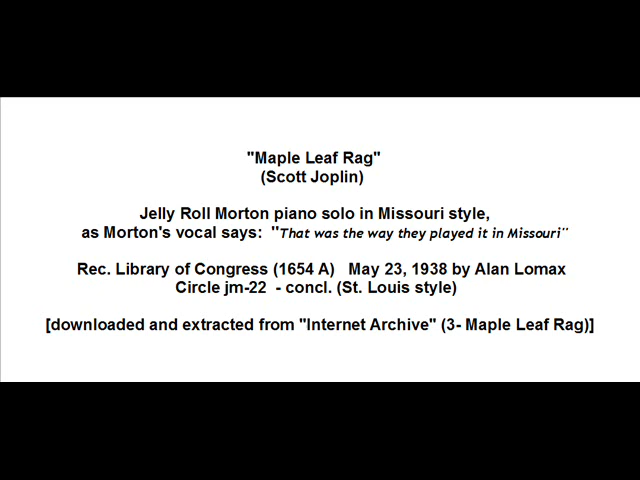 "Maple Leaf Rag"
(Scott Joplin)
Jelly Roll Morton piano solo in Missouri style,
as Morton's vocal says:  "That was the way they played it in Missouri"
Rec. Library of Congress (1654 A)   May 23, 1938 by Alan Lomax
Circle jm-22  - concl. (St. Louis style)
[downloaded and extracted from "Internet Archive" (3- Maple Leaf Rag)]